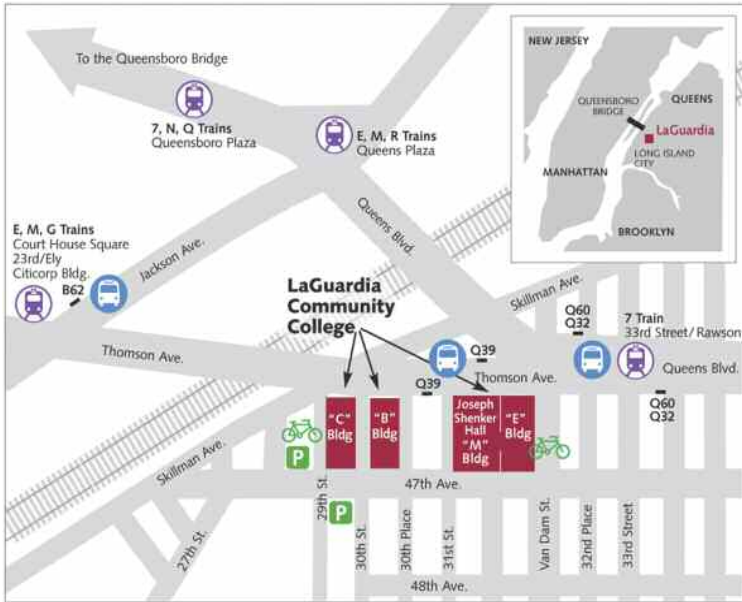 To the Queensboro Bridge
7, N, Q Trains
Queensboro Plaza
E, M, R Trains
Queens Plaza
NEW JERSEY
QUEENSBORO
BRIDGE
QUEENS
LaGuardia
LONG ISLAND
CITY
MANHATTAN
BROOKLYN
E, M, G Trains
Court House Square
23rd/Ely
Citicorp Bldg.
B62
Jackson Ave.
Queens Blvd.
LaGuardia
Community
College
Skillman Ave.
Q60
Q32
7 Train
33rd Street/Rawson
Thomson Ave.
Q39
Q39
Thomson Ave.
Queens Blvd.
Q60
Q32
"C"
Bldg
"B"
Bldg
Joseph
Shenker
Hall
"M"
Bldg
"E"
Bldg
P
Skillman Ave.
47th Ave.
P
27th St.
29th St.
30th St.
30th Place
31st St.
Van Dam St.
32nd Place
33rd Street
48th Ave.